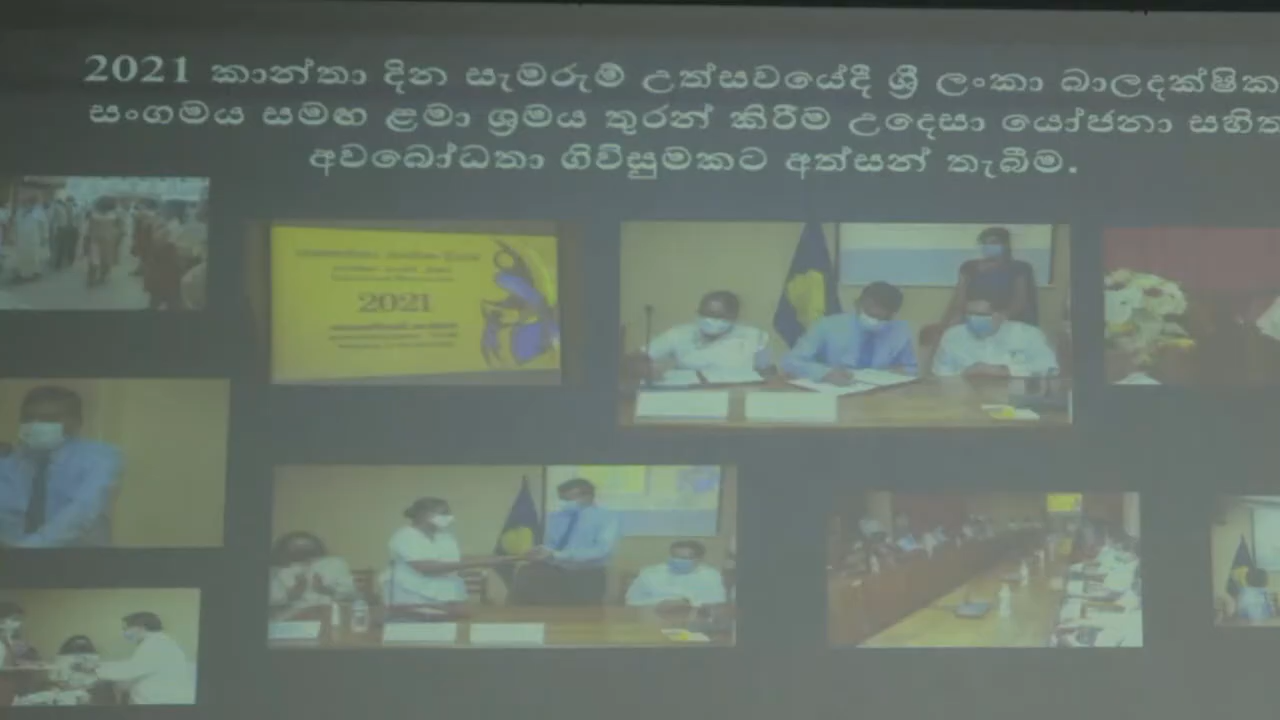 2021 කාන්තා දින සැමරුම් උත්සවයේදී ශ්‍රී ලංකා බාලදක්ෂිකා
සංගමය සමඟ ළමා ශ්‍රමය තුරන් කිරීම උදෙසා යෝජනා සහිත
අවබෝධතා ගිවිසුමකට අත්සන් තැබීම.
2021